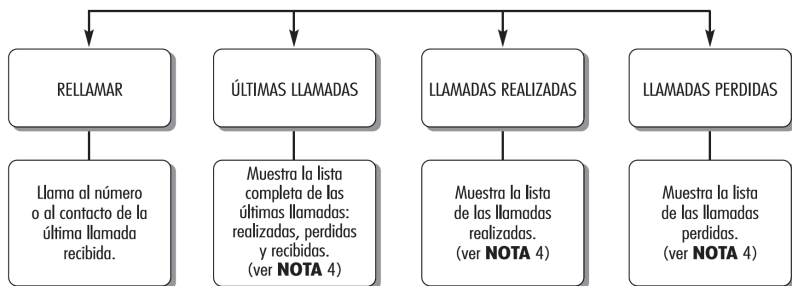 RELLAMAR
ÚLTIMAS LLAMADAS
LLAMADAS REALIZADAS
LLAMADAS PERDIDAS
Llama al número
o al contacto de la
última llamada
recibida.
Muestra la lista
completa de las
últimas llamadas:
realizadas, perdidas
y recibidas.
(ver NOTA 4)
Muestra la lista
de las llamadas
realizadas.
(ver NOTA 4)
Muestra la lista
de las llamadas
perdidas.
(ver NOTA 4)